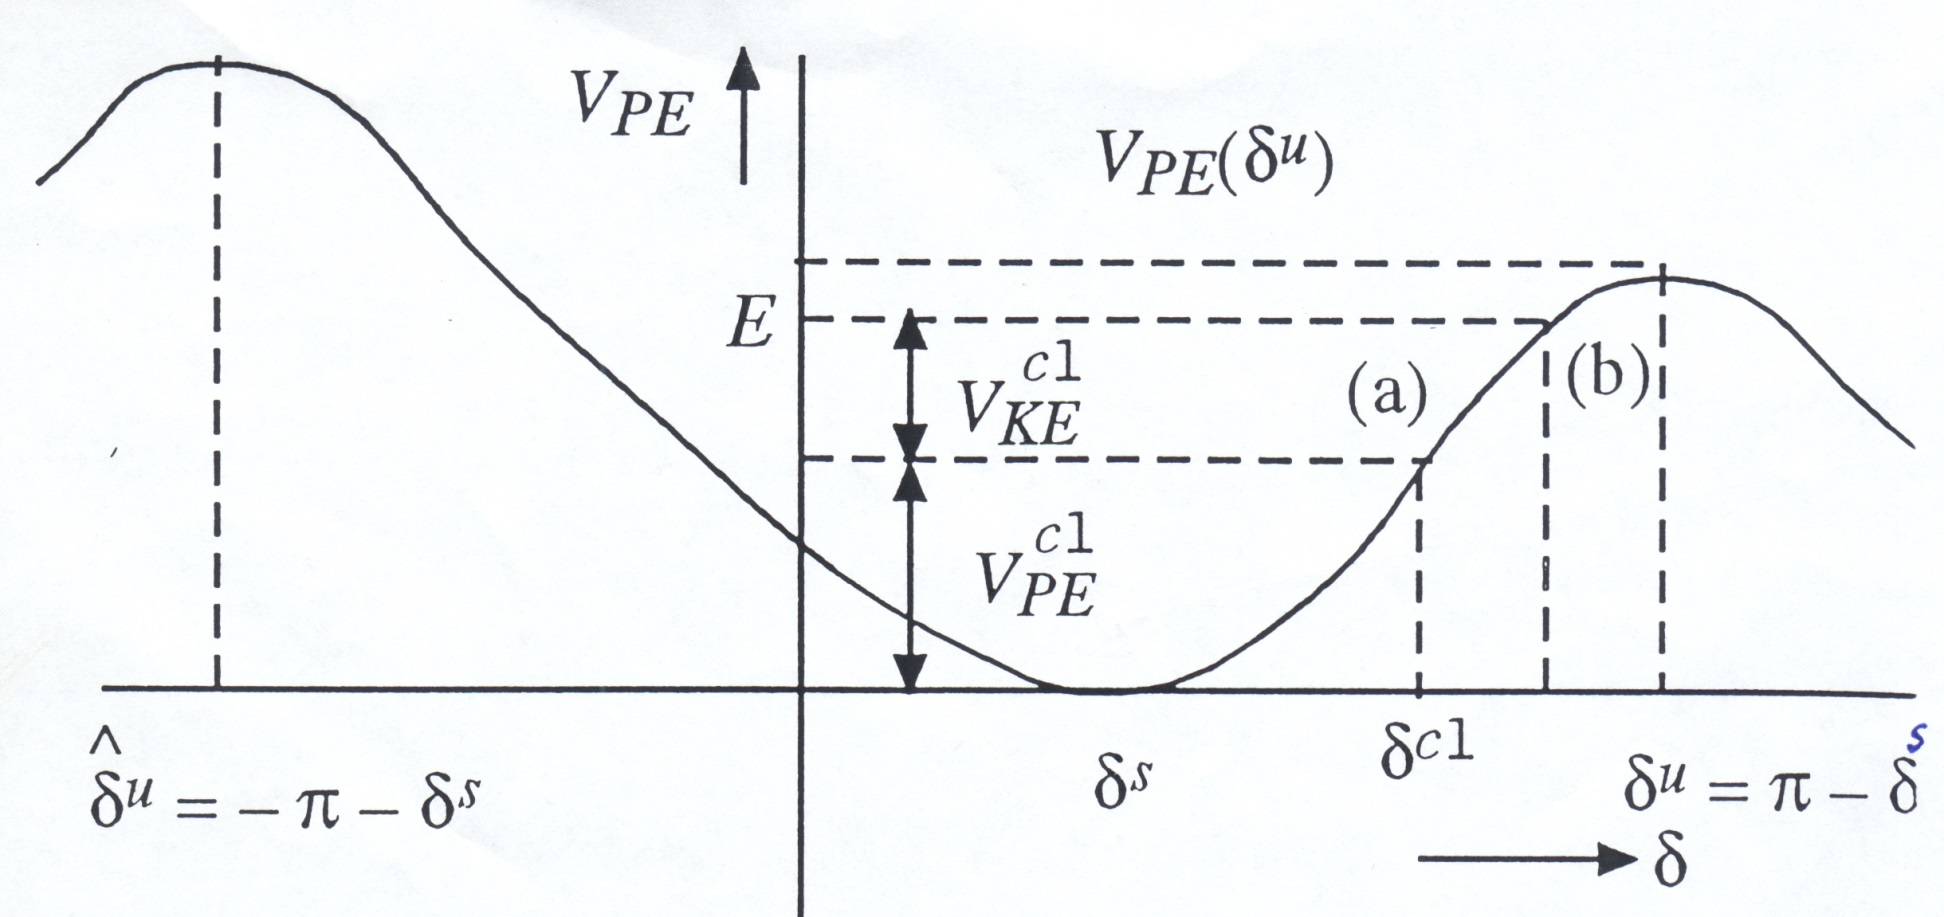 V_PE
V_PE(δ^u)
E
V_KE^cl
(a) (b)
V_PE^cl
δ̂^u = − π − δ^s
δ^s
δ^cl
δ^u = π − δ^s
δ